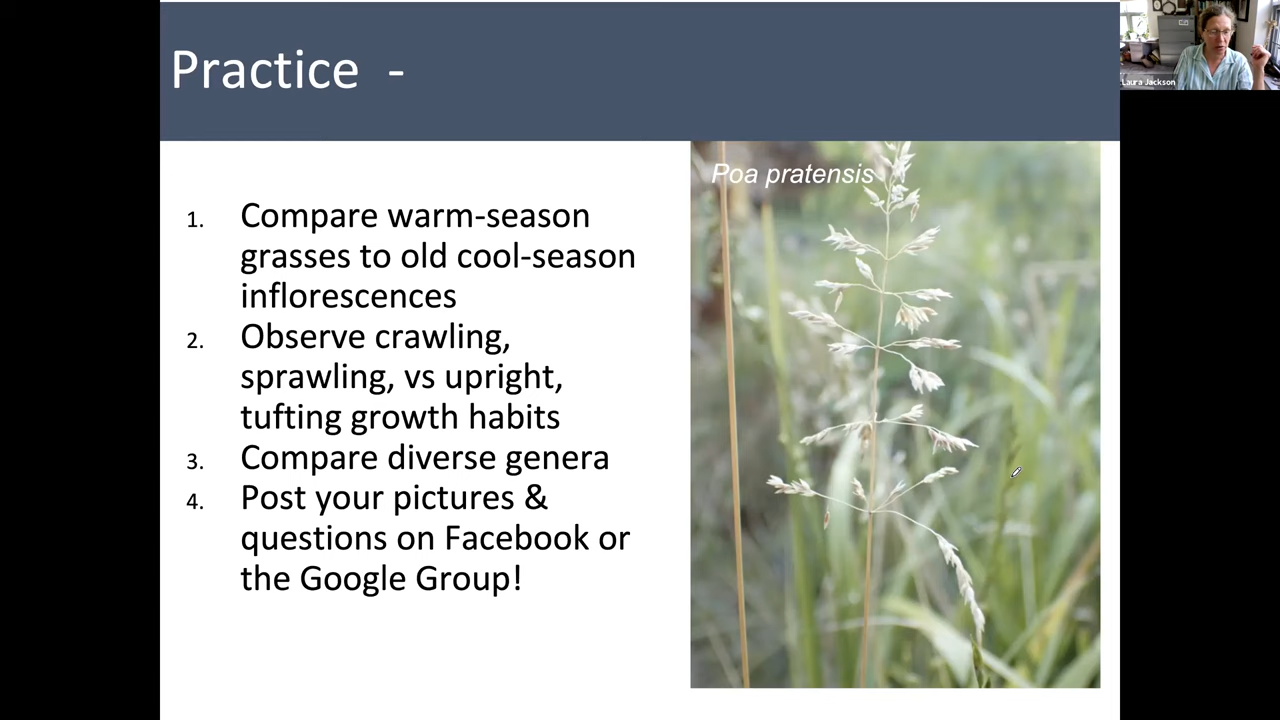 Practice -
Laura Jackson
Poa pratensis
1. Compare warm-season
grasses to old cool-season
inflorescences
2. Observe crawling,
sprawling, vs upright,
tufting growth habits
3. Compare diverse genera
4. Post your pictures &
questions on Facebook or
the Google Group!